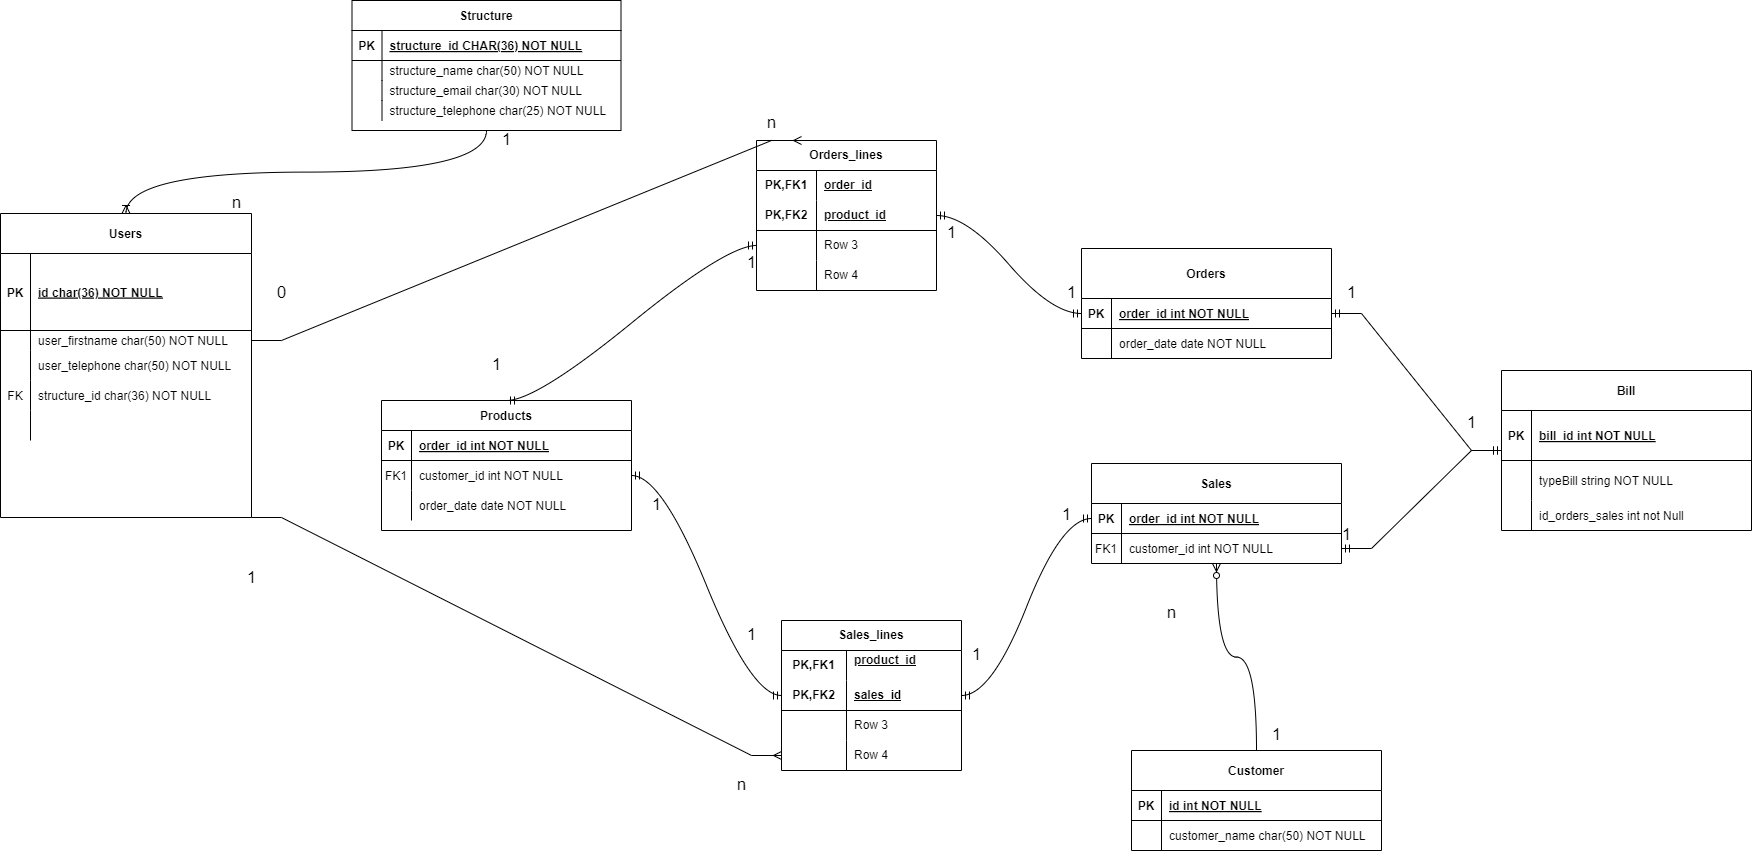 Structure
PK structure_id CHAR(36) NOT NULL
structure_name char(50) NOT NULL
structure_email char(30) NOT NULL
structure_telephone char(25) NOT NULL
1
n
Users
PK id char(36) NOT NULL
user_firstname char(50) NOT NULL
user_telephone char(50) NOT NULL
FK structure_id char(36) NOT NULL
0
n
1
n
Orders_lines
PK,FK1 order_id
PK,FK2 product_id
Row 3
Row 4
1
1
1
1
Orders
PK order_id int NOT NULL
order_date date NOT NULL
1
1
Bill
PK bill_id int NOT NULL
typeBill string NOT NULL
id_orders_sales int not Null
Products
PK order_id int NOT NULL
FK1 customer_id int NOT NULL
order_date date NOT NULL
1
1
Sales
PK order_id int NOT NULL
FK1 customer_id int NOT NULL
1
1
1
n
Sales_lines
PK,FK1 product_id
PK,FK2 sales_id
Row 3
Row 4
1
Customer
PK id int NOT NULL
customer_name char(50) NOT NULL